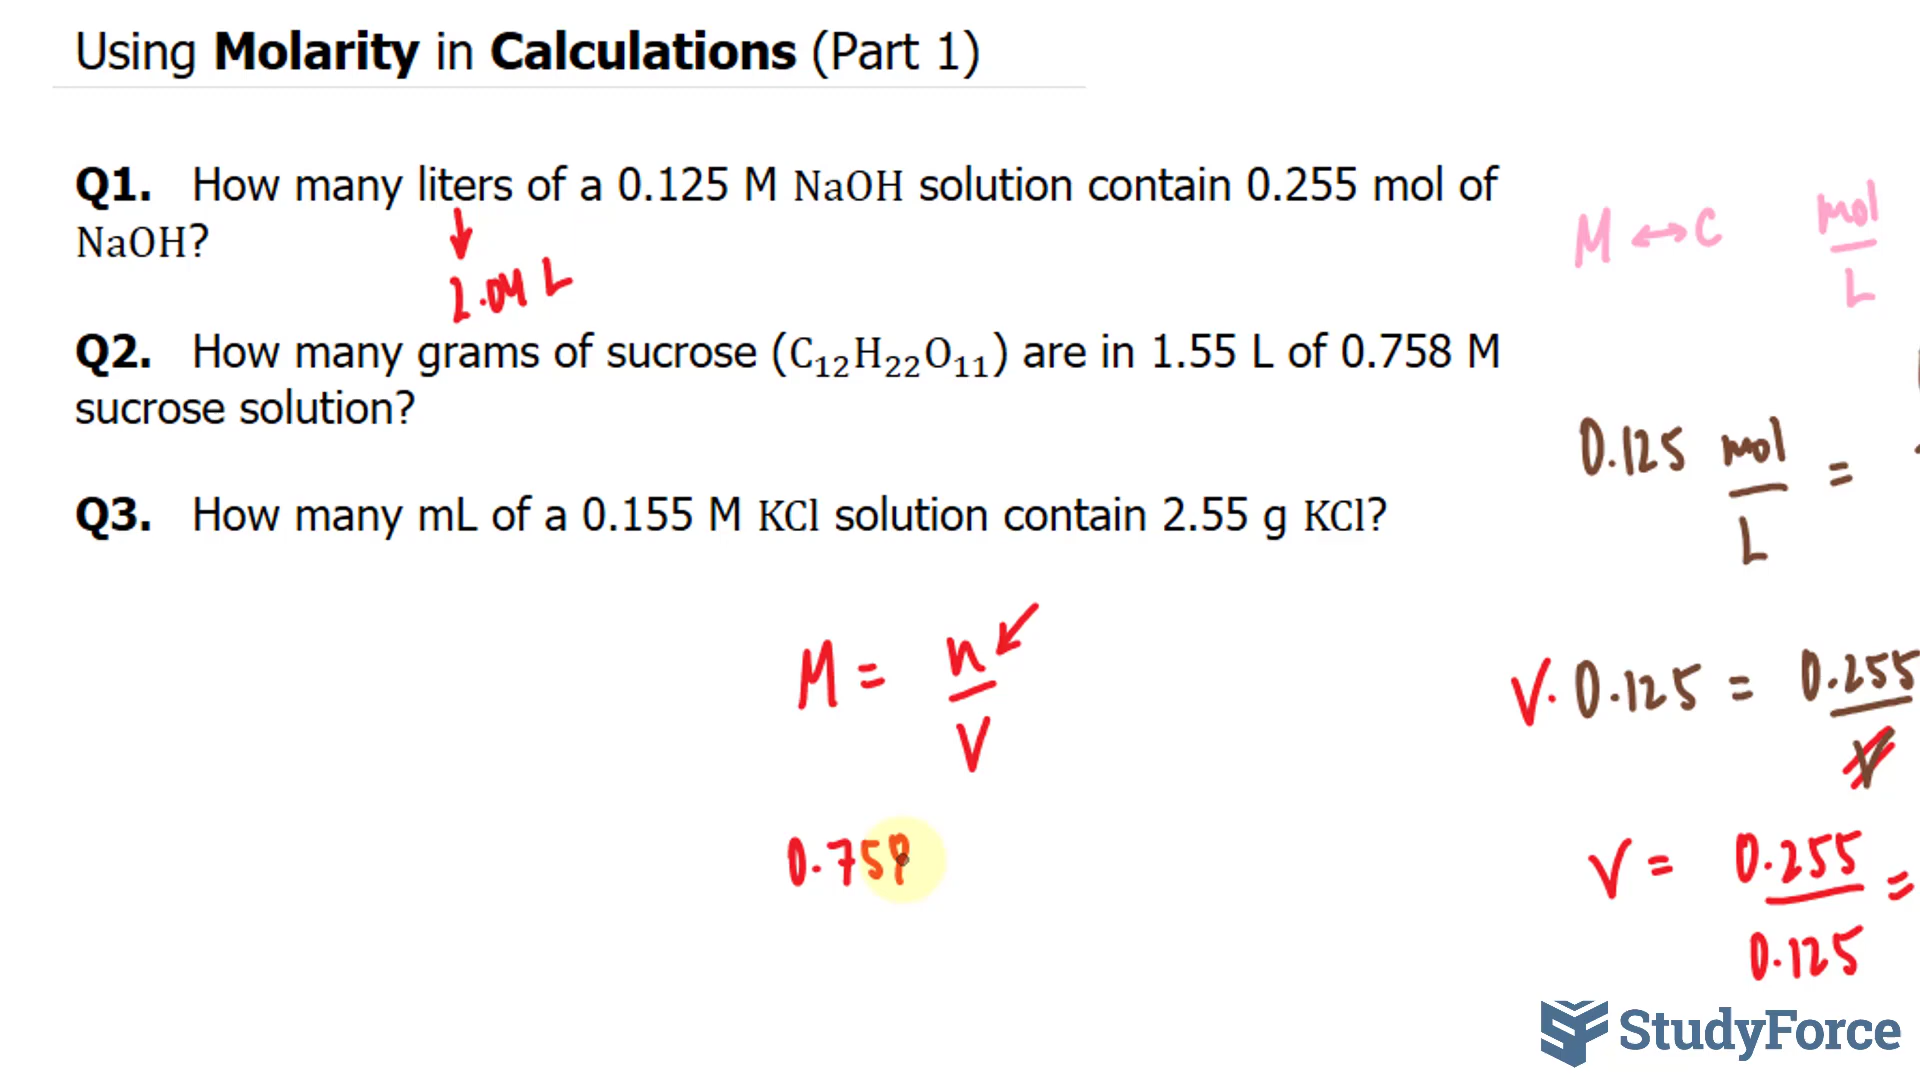 Using Molarity in Calculations (Part 1)
Q1. How many liters of a 0.125 M NaOH solution contain 0.255 mol of
NaOH?
2.04 L
Q2. How many grams of sucrose (C₁₂H₂₂O₁₁) are in 1.55 L of 0.758 M
sucrose solution?
Q3. How many mL of a 0.155 M KCl solution contain 2.55 g KCl?
M = n/V
0.758
M ↔ C mol/L
0.125 mol/L =
V · 0.125 = 0.255/V
V = 0.255/0.125 =
StudyForce